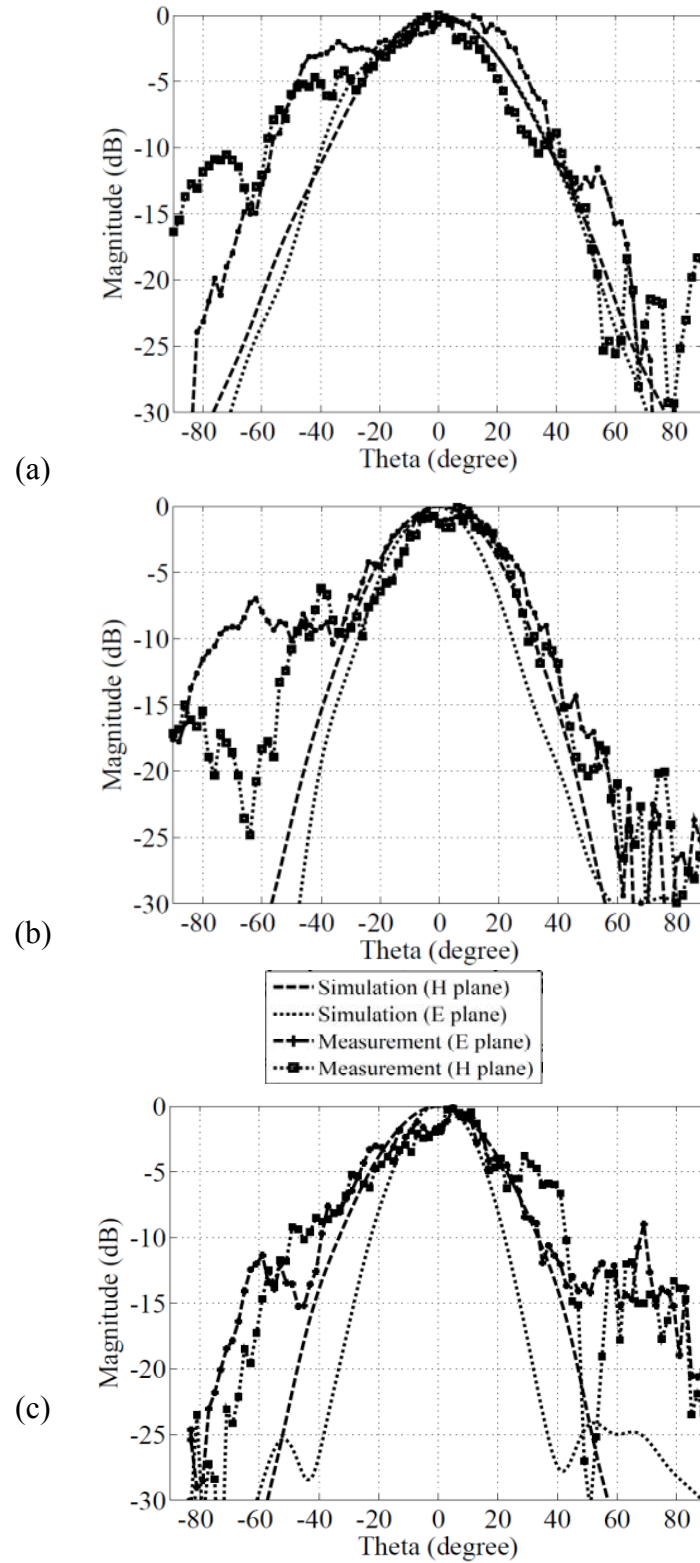 0
-5
-10
-15
-20
-25
-30
Magnitude (dB)
-80 -60 -40 -20 0 20 40 60 80
Theta (degree)
(a)
0
-5
-10
-15
-20
-25
-30
Magnitude (dB)
-80 -60 -40 -20 0 20 40 60 80
Theta (degree)
(b)
Simulation (H plane)
Simulation (E plane)
Measurement (E plane)
Measurement (H plane)
0
-5
-10
-15
-20
-25
-30
Magnitude (dB)
-80 -60 -40 -20 0 20 40 60 80
Theta (degree)
(c)